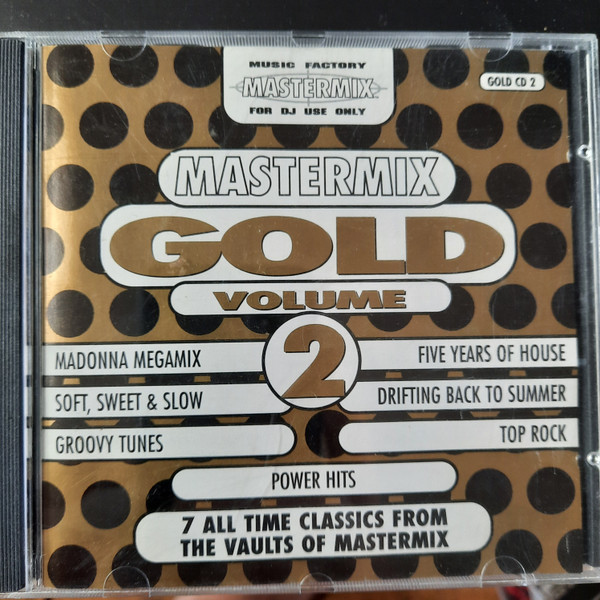 MUSIC FACTORY
MASTERMIX
FOR DJ USE ONLY
GOLD CD 2
MASTERMIX
GOLD
VOLUME
2
MADONNA MEGAMIX
FIVE YEARS OF HOUSE
SOFT, SWEET & SLOW
DRIFTING BACK TO SUMMER
GROOVY TUNES
TOP ROCK
POWER HITS
7 ALL TIME CLASSICS FROM
THE VAULTS OF MASTERMIX